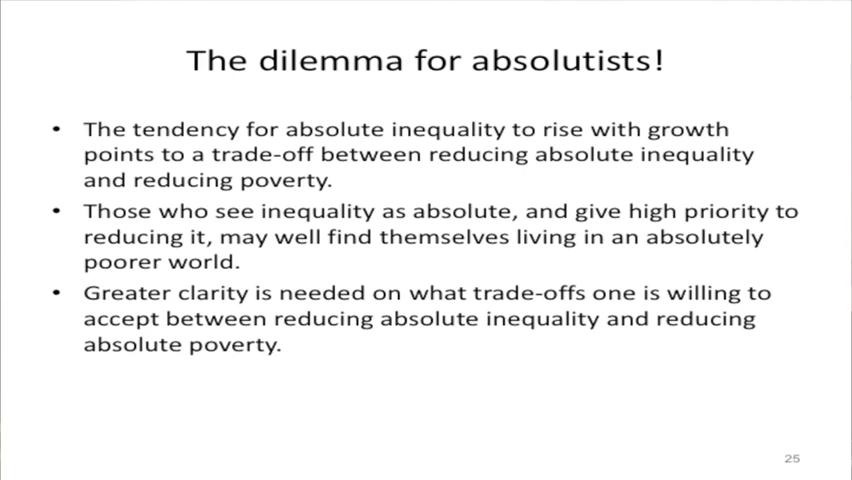 The dilemma for absolutists!
• The tendency for absolute inequality to rise with growth
points to a trade-off between reducing absolute inequality
and reducing poverty.
• Those who see inequality as absolute, and give high priority to
reducing it, may well find themselves living in an absolutely
poorer world.
• Greater clarity is needed on what trade-offs one is willing to
accept between reducing absolute inequality and reducing
absolute poverty.
25